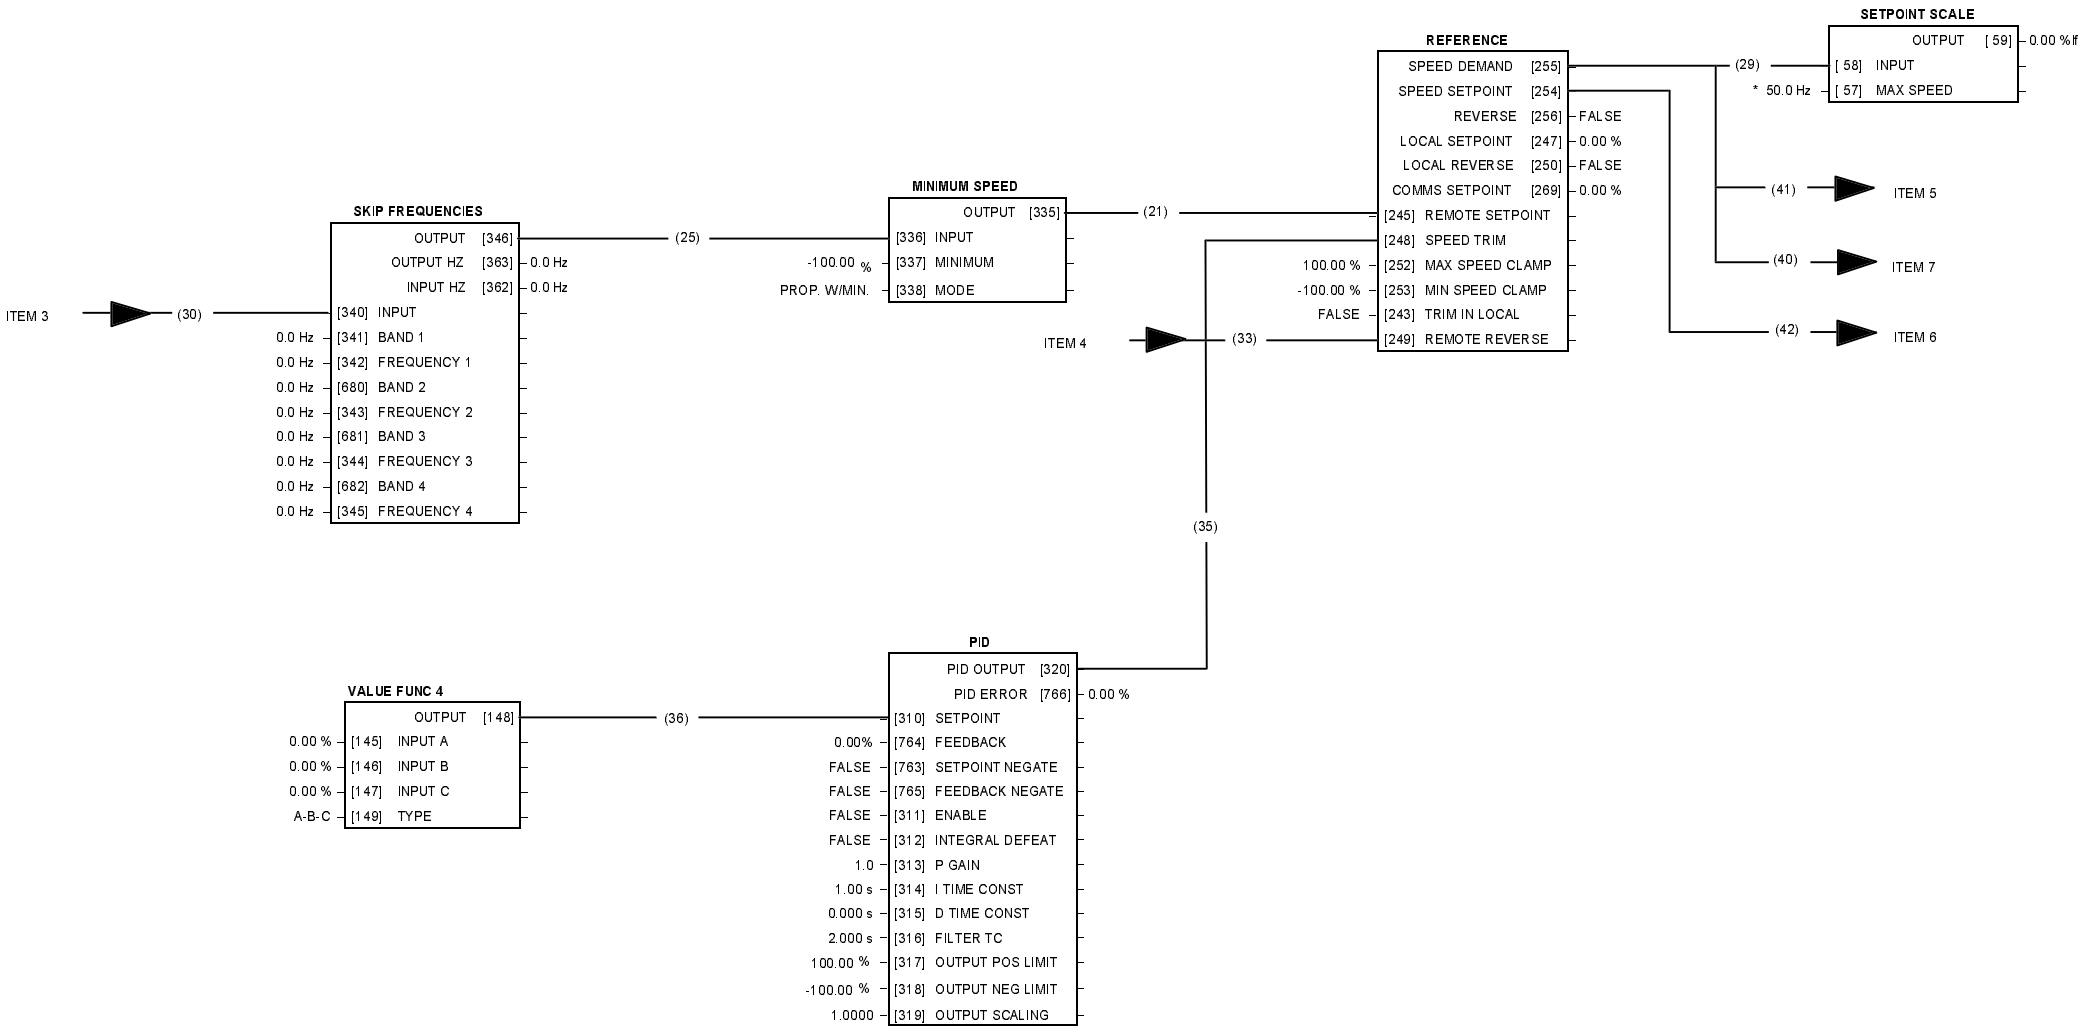 SETPOINT SCALE
OUTPUT [ 59] 0.00 %
[ 58] INPUT
* 50.0 Hz [ 57] MAX SPEED
REFERENCE
SPEED DEMAND [255]
(29)
SPEED SETPOINT [254]
REVERSE [256] FALSE
LOCAL SETPOINT [247] 0.00 %
LOCAL REVERSE [250] FALSE
COMMS SETPOINT [269] 0.00 %
[245] REMOTE SETPOINT
[248] SPEED TRIM
100.00 % [252] MAX SPEED CLAMP
-100.00 % [253] MIN SPEED CLAMP
FALSE [243] TRIM IN LOCAL
[249] REMOTE REVERSE
(41) ITEM 5
(40) ITEM 7
(42) ITEM 6
MINIMUM SPEED
OUTPUT [335]
(21)
[336] INPUT
-100.00 % [337] MINIMUM
PROP. W/MIN. [338] MODE
ITEM 4 (33)
SKIP FREQUENCIES
OUTPUT [346]
(25)
OUTPUT HZ [363] 0.0 Hz
INPUT HZ [362] 0.0 Hz
ITEM 3 (30)
[340] INPUT
0.0 Hz [341] BAND 1
0.0 Hz [342] FREQUENCY 1
0.0 Hz [680] BAND 2
0.0 Hz [343] FREQUENCY 2
0.0 Hz [681] BAND 3
0.0 Hz [344] FREQUENCY 3
0.0 Hz [682] BAND 4
0.0 Hz [345] FREQUENCY 4
(35)
VALUE FUNC 4
OUTPUT [148]
(36)
0.00 % [145] INPUT A
0.00 % [146] INPUT B
0.00 % [147] INPUT C
A-B-C [149] TYPE
PID
PID OUTPUT [320]
PID ERROR [766] 0.00 %
[310] SETPOINT
0.00% [764] FEEDBACK
FALSE [763] SETPOINT NEGATE
FALSE [765] FEEDBACK NEGATE
FALSE [311] ENABLE
FALSE [312] INTEGRAL DEFEAT
1.0 [313] P GAIN
1.00 s [314] I TIME CONST
0.000 s [315] D TIME CONST
2.000 s [316] FILTER TC
100.00 % [317] OUTPUT POS LIMIT
-100.00 % [318] OUTPUT NEG LIMIT
1.0000 [319] OUTPUT SCALING